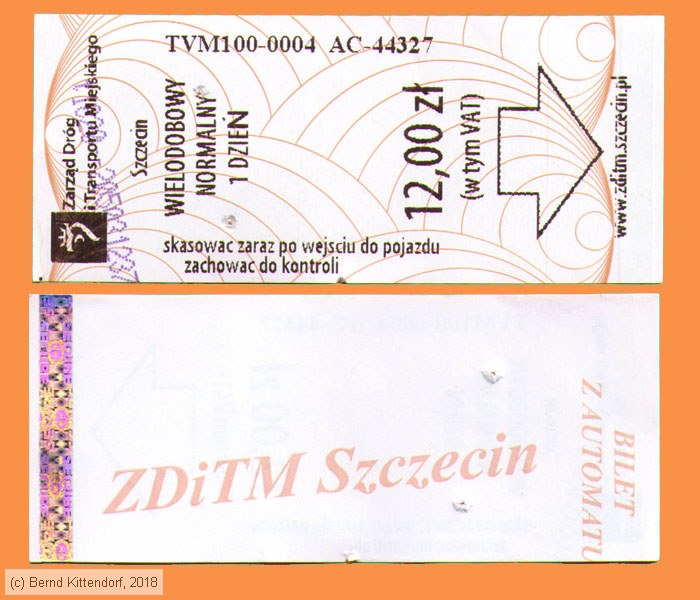 TVM100-0004 AC-44327
Zarząd Dróg
i Transportu Miejskiego
Szczecin
WIELODOBOWY
NORMALNY
1 DZIEŃ
12,00 zł
(w tym VAT)
www.zditm.szczecin.pl
skasowac zaraz po wejsciu do pojazdu
zachowac do kontroli
ZDiTM Szczecin
BILET
Z AUTOMATU
(c) Bernd Kittendorf, 2018